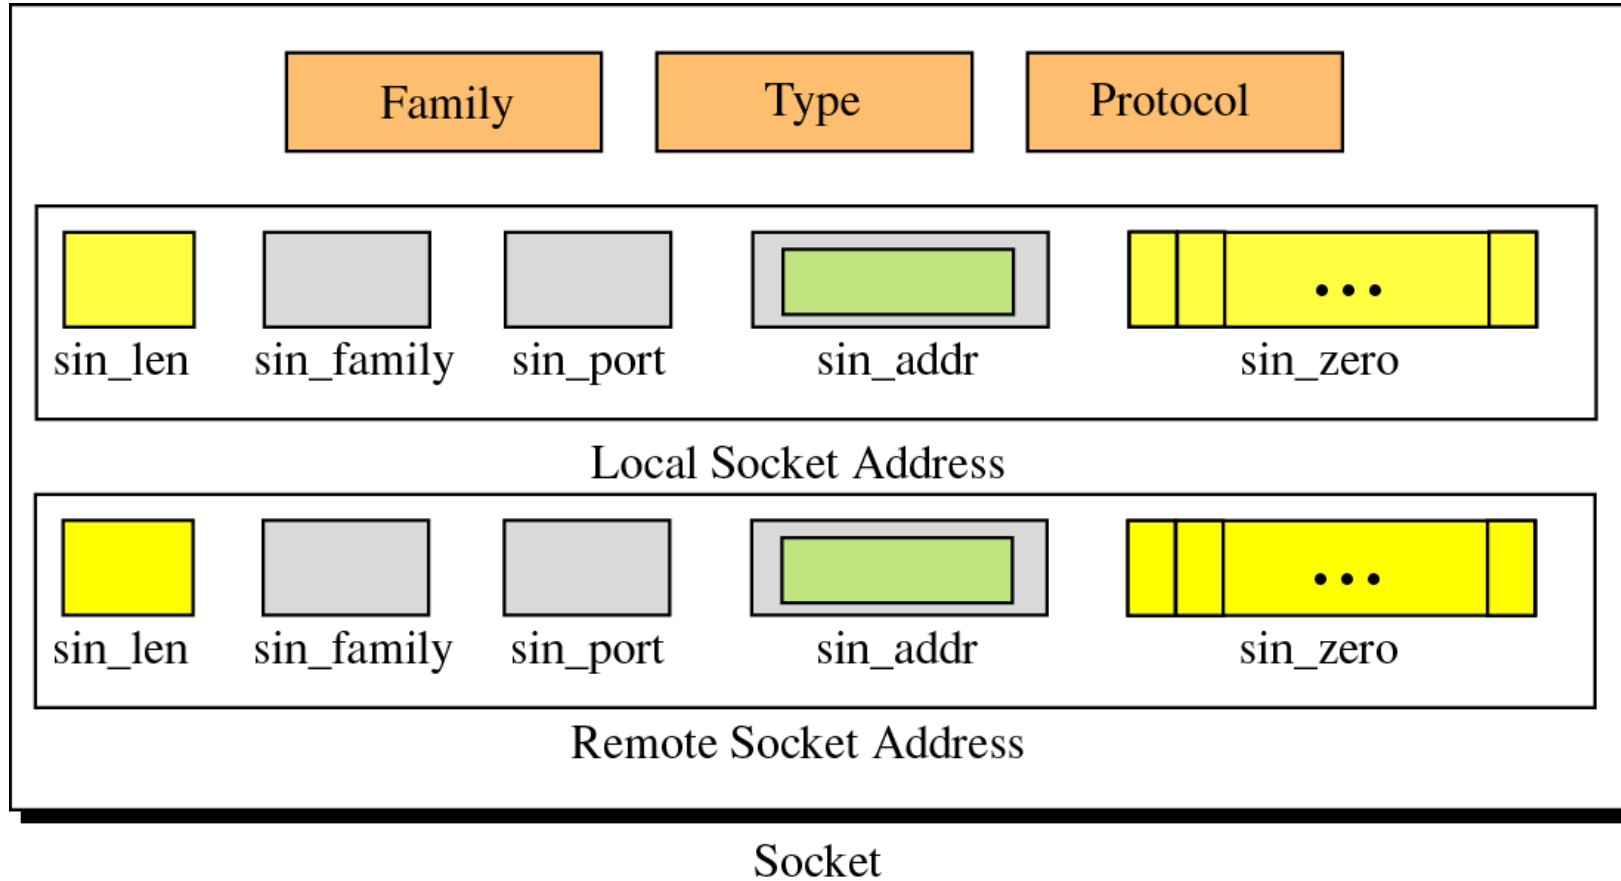 Family Type Protocol
sin_len sin_family sin_port sin_addr sin_zero
Local Socket Address
sin_len sin_family sin_port sin_addr sin_zero
Remote Socket Address
Socket